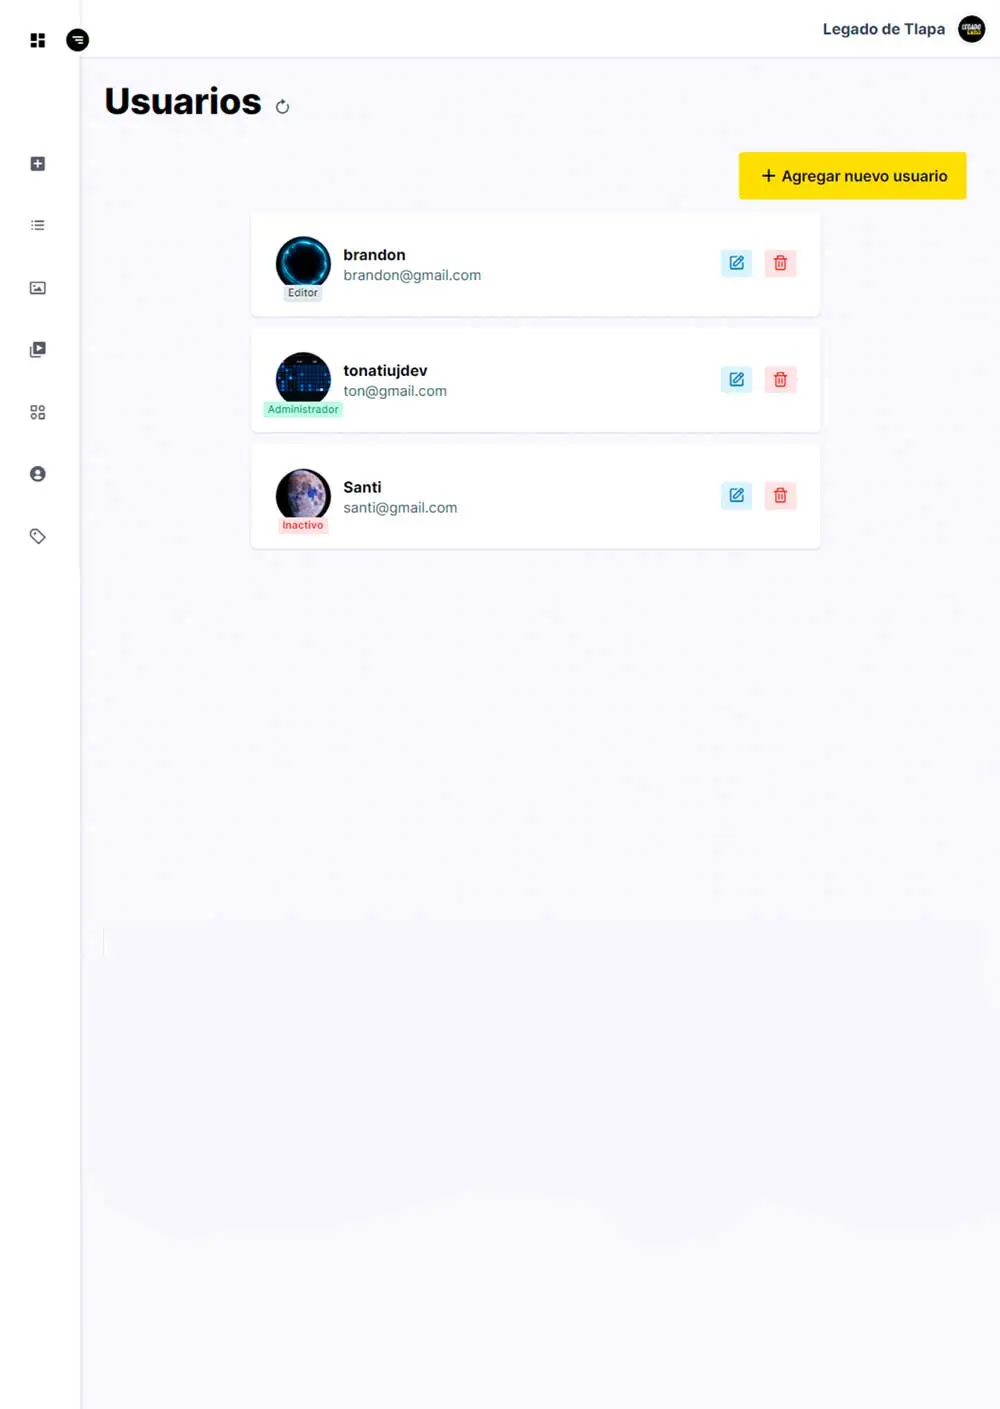 Legado de Tlapa
Usuarios
Agregar nuevo usuario
brandon
brandon@gmail.com
Editor
tonatiujdev
ton@gmail.com
Administrador
Santi
santi@gmail.com
Inactivo